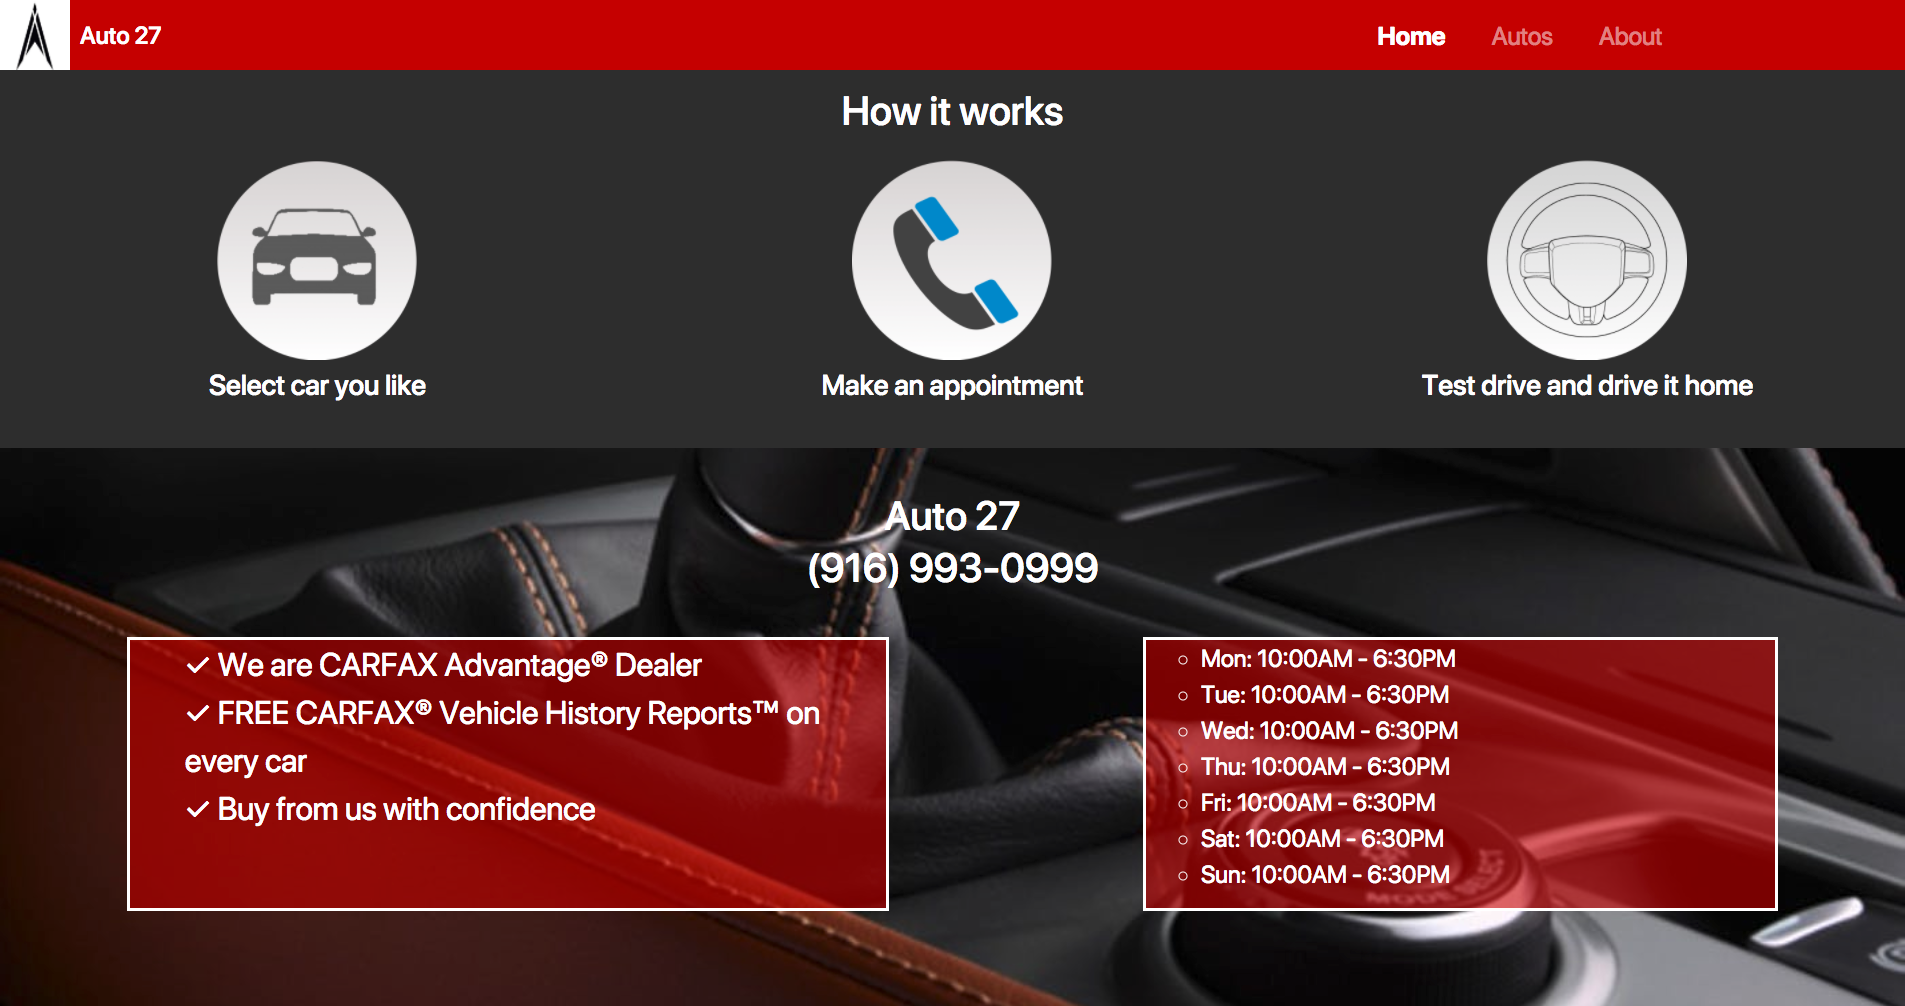 Auto 27
Home Autos About
How it works
Select car you like
Make an appointment
Test drive and drive it home
Auto 27
(916) 993-0999
✓ We are CARFAX Advantage® Dealer
✓ FREE CARFAX® Vehicle History Reports™ on
every car
✓ Buy from us with confidence
Mon: 10:00AM - 6:30PM
Tue: 10:00AM - 6:30PM
Wed: 10:00AM - 6:30PM
Thu: 10:00AM - 6:30PM
Fri: 10:00AM - 6:30PM
Sat: 10:00AM - 6:30PM
Sun: 10:00AM - 6:30PM
SELECT
MODE